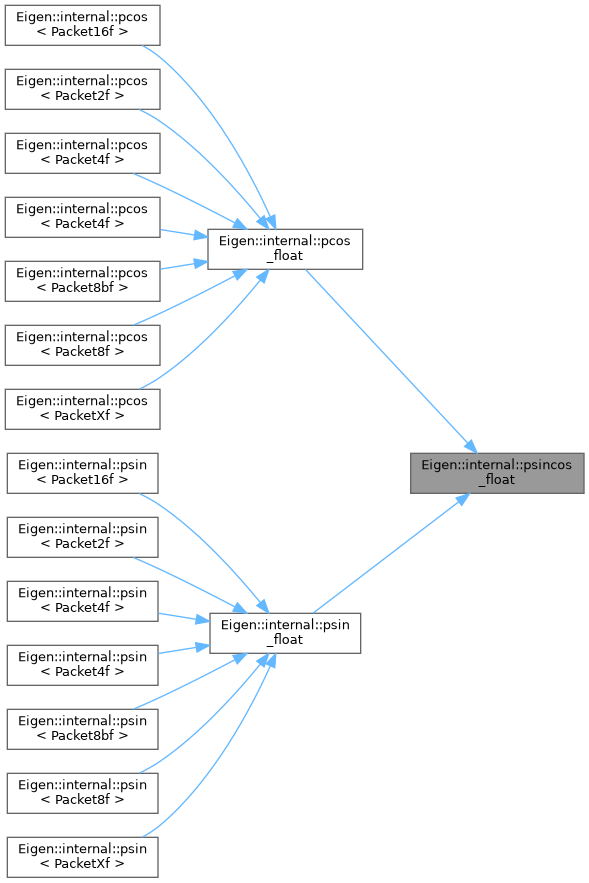 Eigen::internal::pcos
< Packet16f >
Eigen::internal::pcos
< Packet2f >
Eigen::internal::pcos
< Packet4f >
Eigen::internal::pcos
< Packet4f >
Eigen::internal::pcos
< Packet8bf >
Eigen::internal::pcos
< Packet8f >
Eigen::internal::pcos
< PacketXf >
Eigen::internal::psin
< Packet16f >
Eigen::internal::psin
< Packet2f >
Eigen::internal::psin
< Packet4f >
Eigen::internal::psin
< Packet4f >
Eigen::internal::psin
< Packet8bf >
Eigen::internal::psin
< Packet8f >
Eigen::internal::psin
< PacketXf >
Eigen::internal::pcos
_float
Eigen::internal::psin
_float
Eigen::internal::psincos
_float